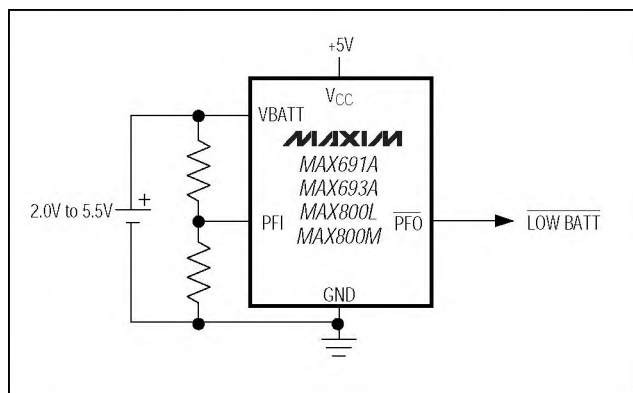 +5V
VCC
VBATT
MAXIM
MAX691A
MAX693A
MAX800L
MAX800M
2.0V to 5.5V
+
PFI
PFO
LOW BATT
GND